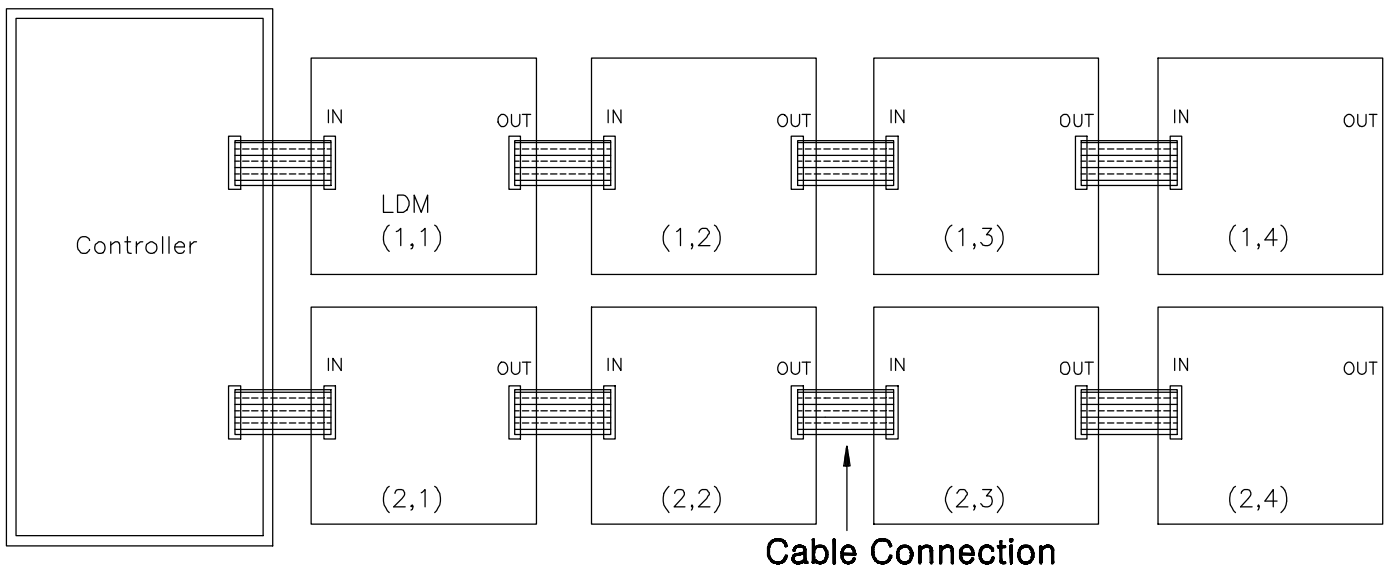 IN OUT IN OUT IN OUT IN OUT
LDM
Controller (1,1) (1,2) (1,3) (1,4)
IN OUT IN OUT IN OUT IN OUT
(2,1) (2,2) (2,3) (2,4)
Cable Connection